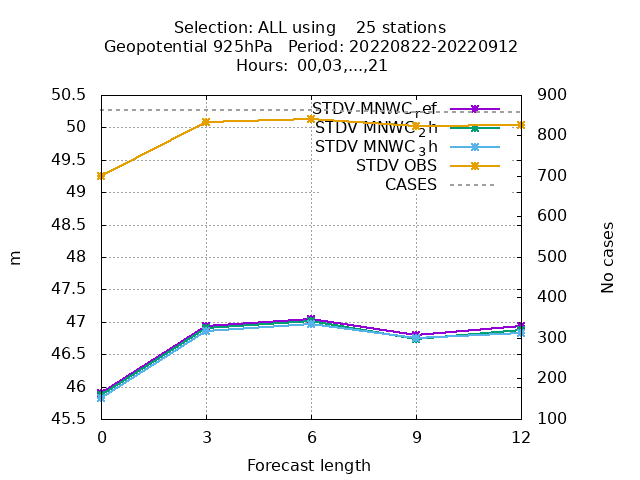 Selection: ALL using    25 stations
Geopotential 925hPa   Period: 20220822-20220912
Hours: 00,03,...,21
50.5
50
49.5
49
48.5
48
47.5
47
46.5
46
45.5
900
800
700
600
500
400
300
200
100
STDV MNWC_ref
STDV MNWC_2h
STDV MNWC_3h
STDV OBS
CASES
m
No cases
0 3 6 9 12
Forecast length